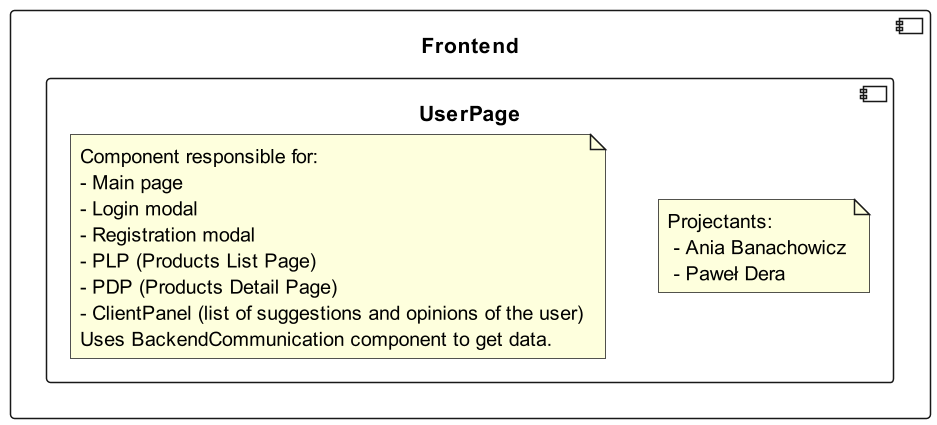 Frontend
UserPage
Component responsible for:
- Main page
- Login modal
- Registration modal
- PLP (Products List Page)
- PDP (Products Detail Page)
- ClientPanel (list of suggestions and opinions of the user)
Uses BackendCommunication component to get data.
Projectants:
- Ania Banachowicz
- Paweł Dera